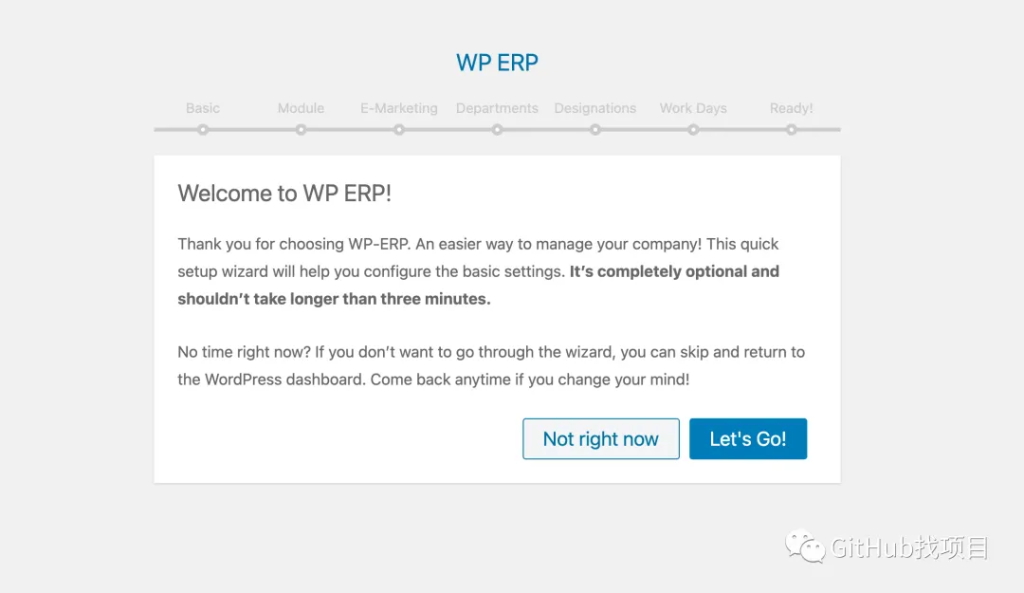 WP ERP
Basic Module E-Marketing Departments Designations Work Days Ready!
Welcome to WP ERP!
Thank you for choosing WP-ERP. An easier way to manage your company! This quick
setup wizard will help you configure the basic settings. It’s completely optional and
shouldn’t take longer than three minutes.
No time right now? If you don’t want to go through the wizard, you can skip and return to
the WordPress dashboard. Come back anytime if you change your mind!
Not right now Let's Go!
GitHub找项目